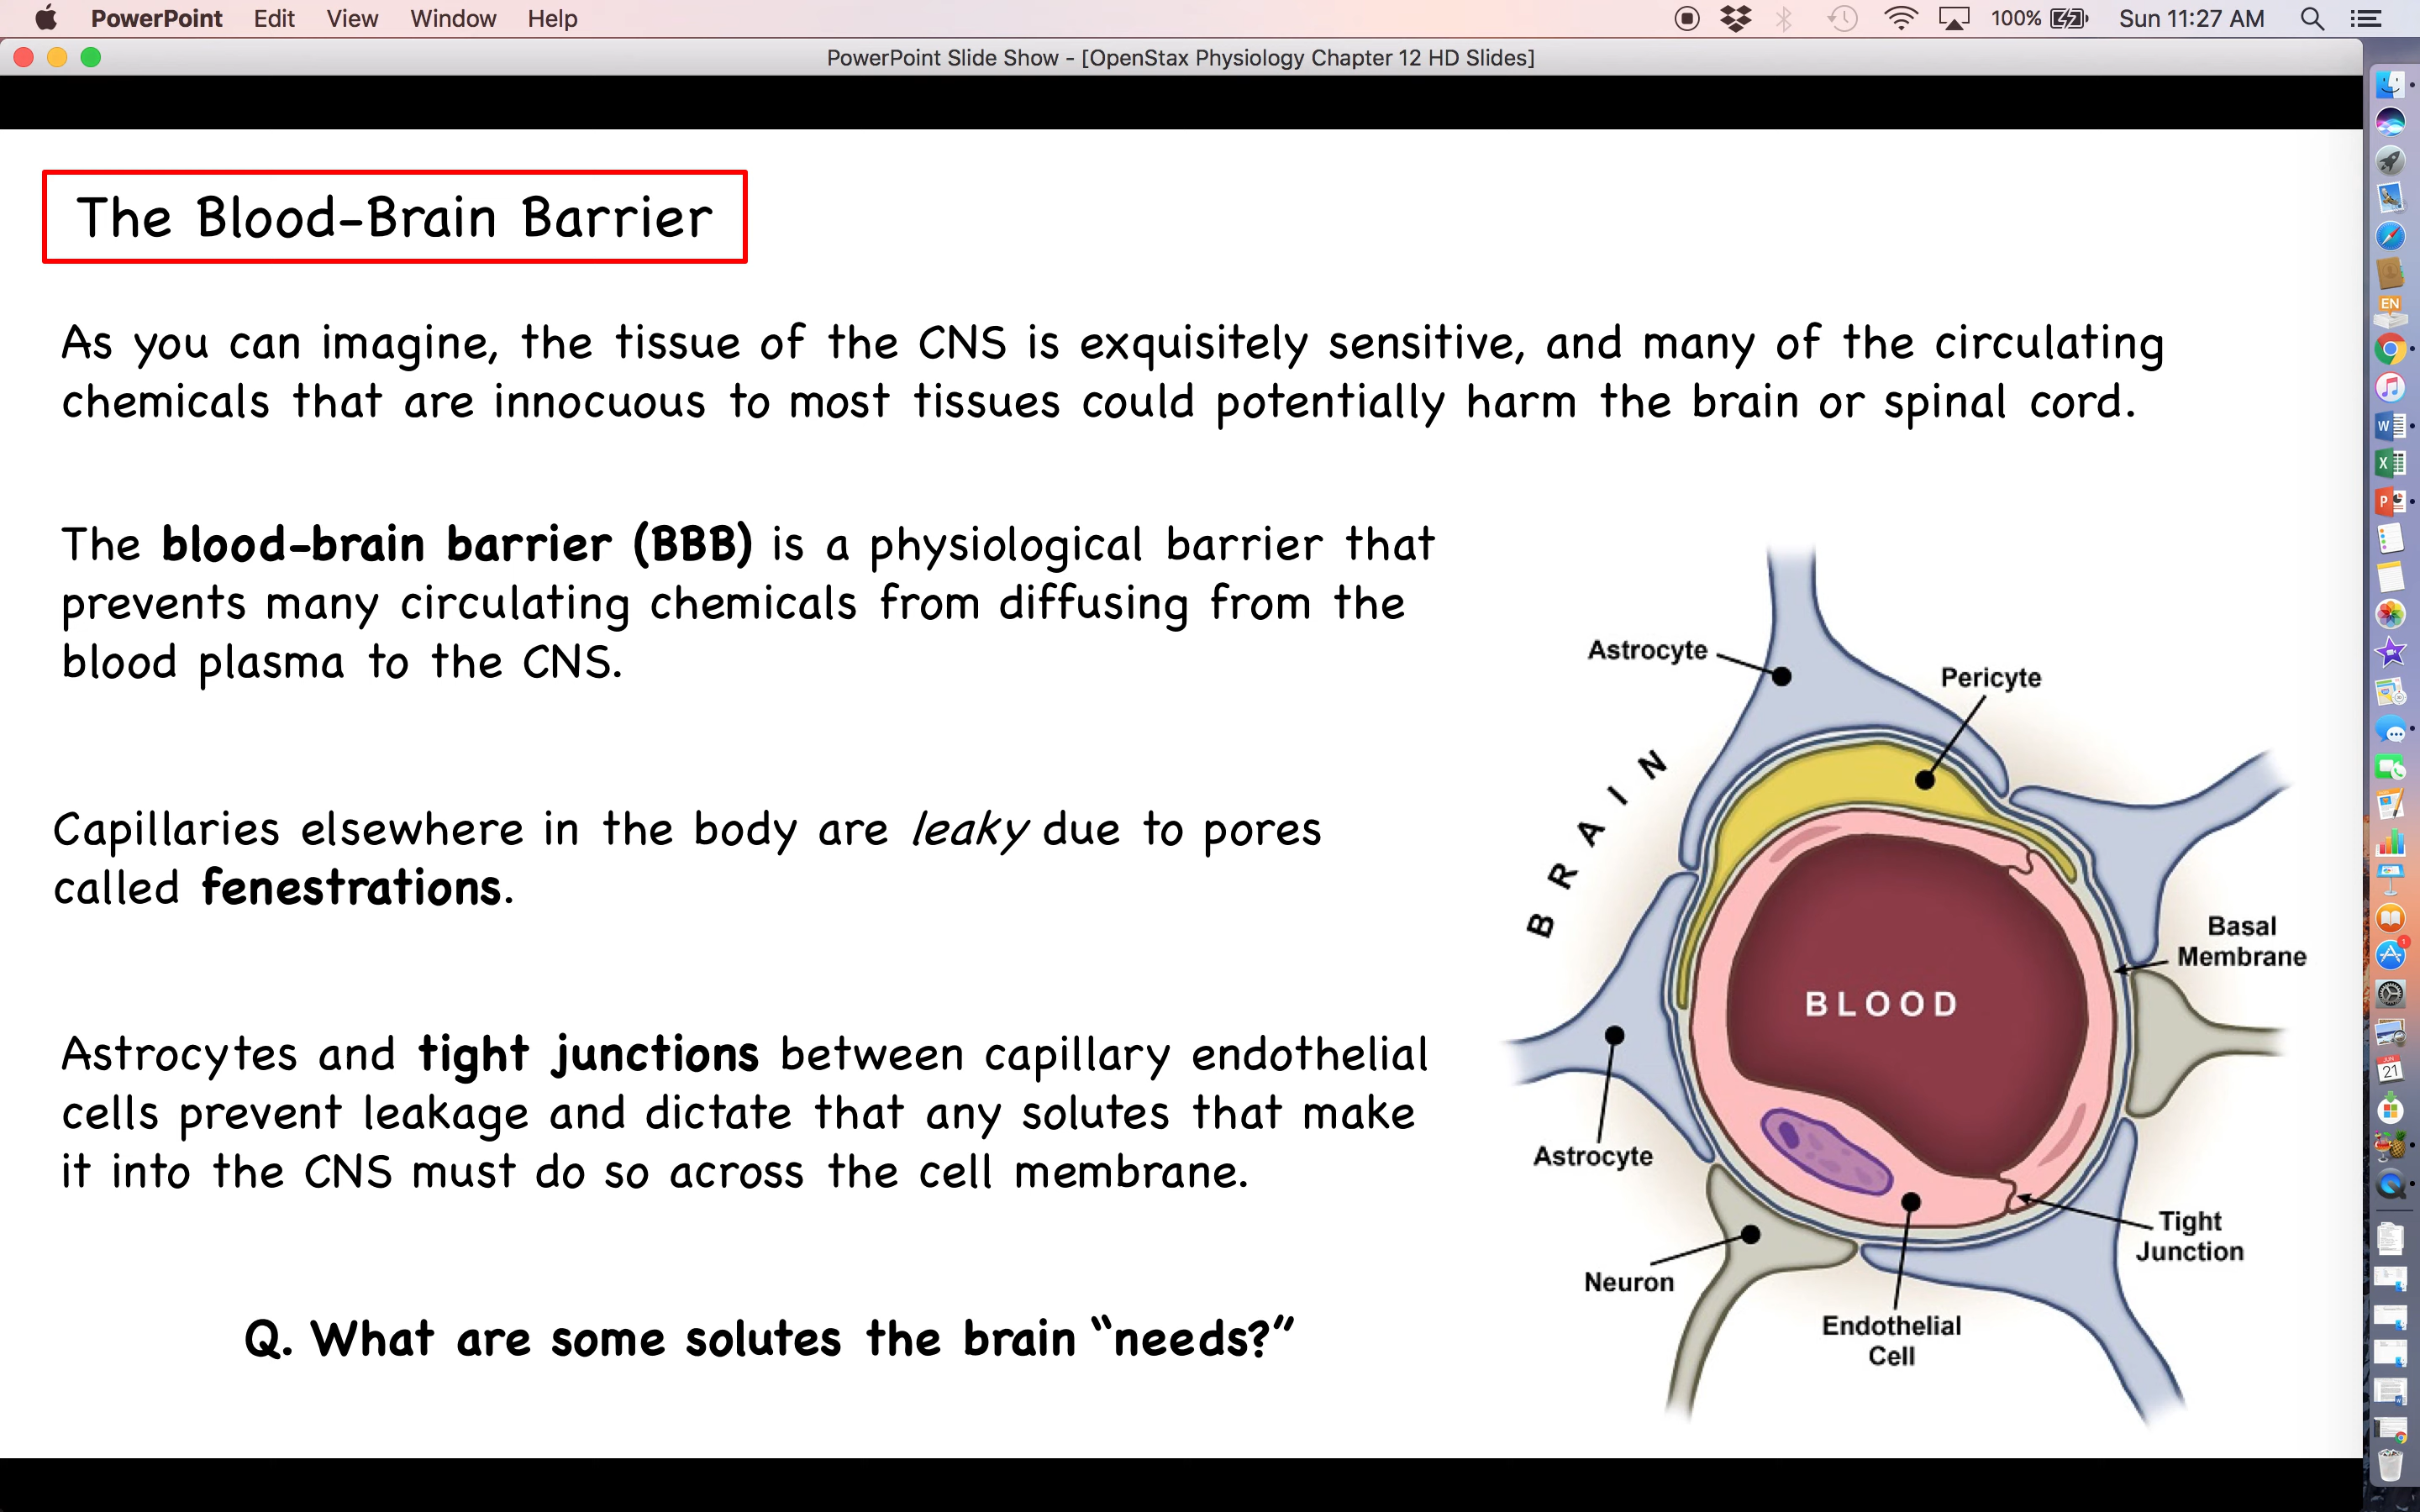 PowerPoint Edit View Window Help 100% Sun 11:27 AM
PowerPoint Slide Show - [OpenStax Physiology Chapter 12 HD Slides]
The Blood-Brain Barrier
As you can imagine, the tissue of the CNS is exquisitely sensitive, and many of the circulating
chemicals that are innocuous to most tissues could potentially harm the brain or spinal cord.
The blood-brain barrier (BBB) is a physiological barrier that
prevents many circulating chemicals from diffusing from the
blood plasma to the CNS.
Capillaries elsewhere in the body are leaky due to pores
called fenestrations.
Astrocytes and tight junctions between capillary endothelial
cells prevent leakage and dictate that any solutes that make
it into the CNS must do so across the cell membrane.
Q. What are some solutes the brain “needs?”
Astrocyte
Pericyte
BRAIN
Basal
Membrane
BLOOD
Astrocyte
Tight
Junction
Neuron
Endothelial
Cell
EN
W
X
P
1
JUN
21